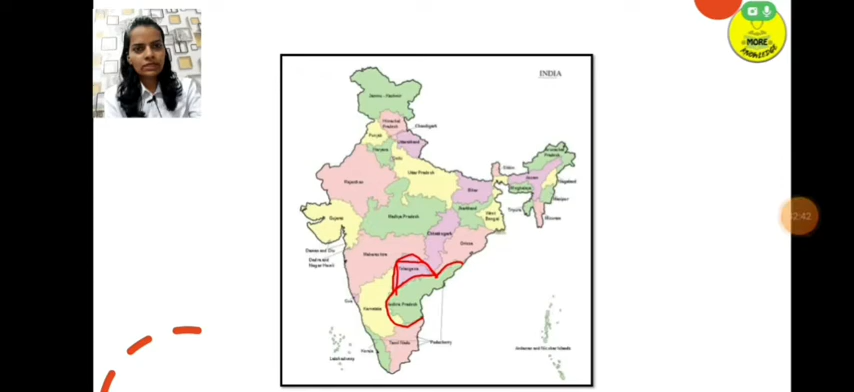 MORE
KNOWLEDGE
INDIA
Jammu - Kashmir
Himachal
Pradesh
Chandigarh
Punjab
Uttarakhand
Haryana
Delhi
Arunachal
Pradesh
Sikkim
Rajasthan
Uttar Pradesh
Assam
Nagaland
Bihar
Meghalaya
Manipur
Jharkhand
Tripura
Mizoram
West
Bengal
Gujarat
Madhya Pradesh
Chhattisgarh
Daman and Diu
Dadra and
Nagar Haveli
Maharashtra
Orissa
Telangana
Goa
Andhra Pradesh
Karnataka
Tamil Nadu
Puducherry
Kerala
Lakshadweep
Andaman and Nicobar Islands